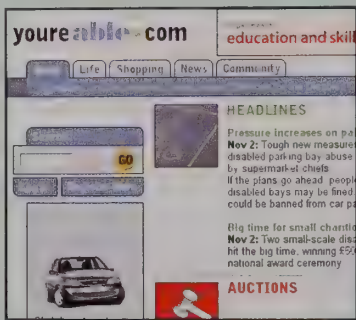 youreable.com
education and skill
Life Shopping News Community
HEADLINES
GO
Pressure increases on pa
Nov 2: Tough new measure
disabled parking bay abuse
by supermarket chiefs
If the plans go ahead people
disabled bays may be fined
could be banned from car pa
Big time for small
Nov 2: Two small-scale disa
hit the big time, winning £50
national award ceremony
AUCTIONS